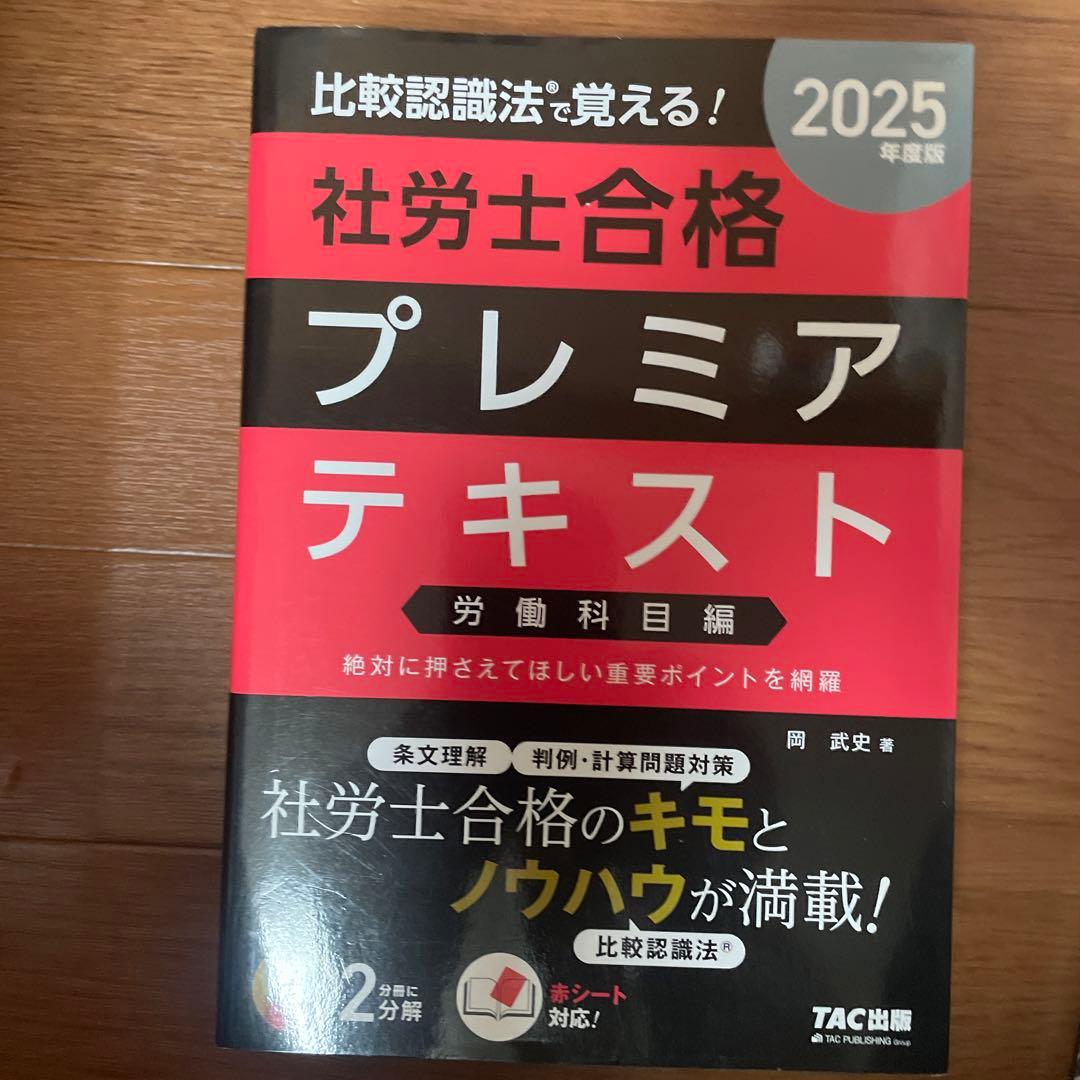 比較認識法®で覚える!
2025
年度版
社労士合格
プレミア
テキスト
労働科目編
絶対に押さえてほしい重要ポイントを網羅
岡 武史 著
条文理解
判例・計算問題対策
社労士合格のキモと
ノウハウが満載!
比較認識法®
2分冊に
分解
赤シート
対応!
TAC出版
TAC PUBLISHING Group